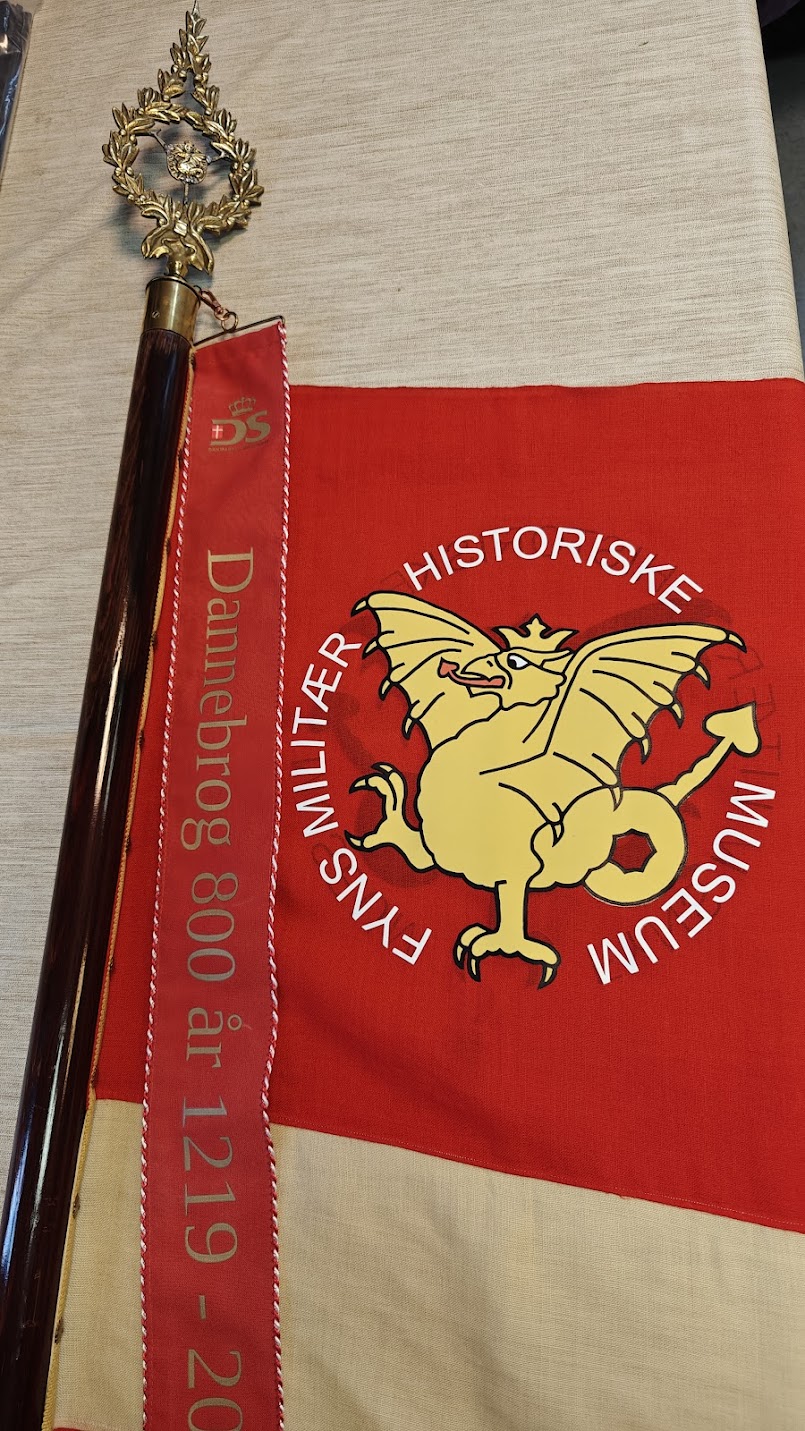 DS
Dannebrog 800 år 1219 - 20
FYNS MILITÆR HISTORISKE MUSEUM